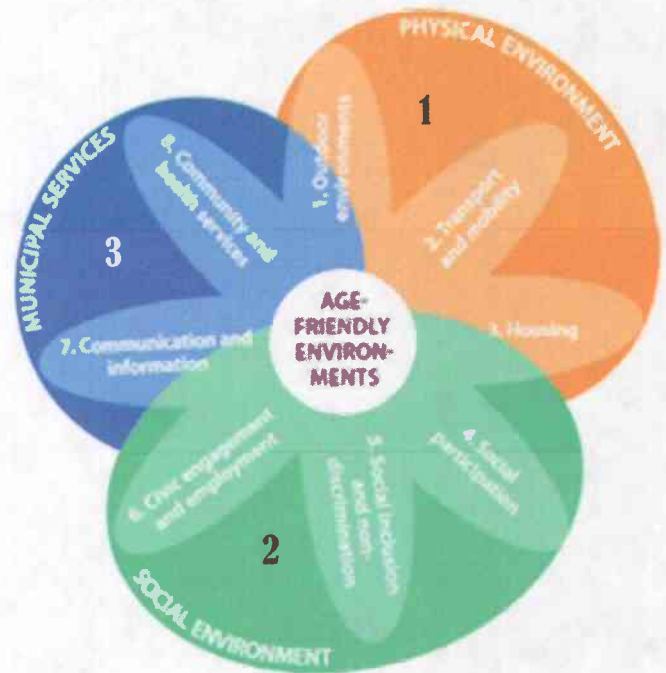 PHYSICAL ENVIRONMENT
1
1. Outdoor
environments
2. Transport
and mobility
3. Housing
MUNICIPAL SERVICES
3
8. Community and
health services
7. Communication and
information
AGE-
FRIENDLY
ENVIRON-
MENTS
4. Social
participation
5. Social inclusion
and non-
discrimination
6. Civic engagement
and employment
2
SOCIAL ENVIRONMENT